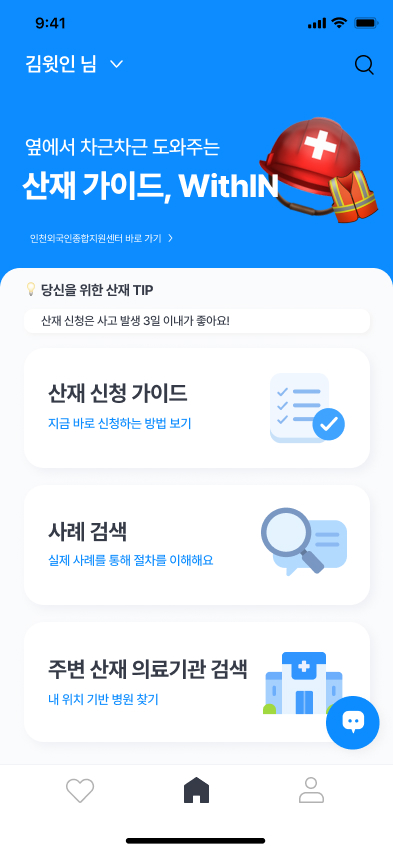 9:41
김윗인 님
옆에서 차근차근 도와주는
산재 가이드, WithIN
인천외국인종합지원센터 바로 가기
당신을 위한 산재 TIP
산재 신청은 사고 발생 3일 이내가 좋아요!
산재 신청 가이드
지금 바로 신청하는 방법 보기
사례 검색
실제 사례를 통해 절차를 이해해요
주변 산재 의료기관 검색
내 위치 기반 병원 찾기